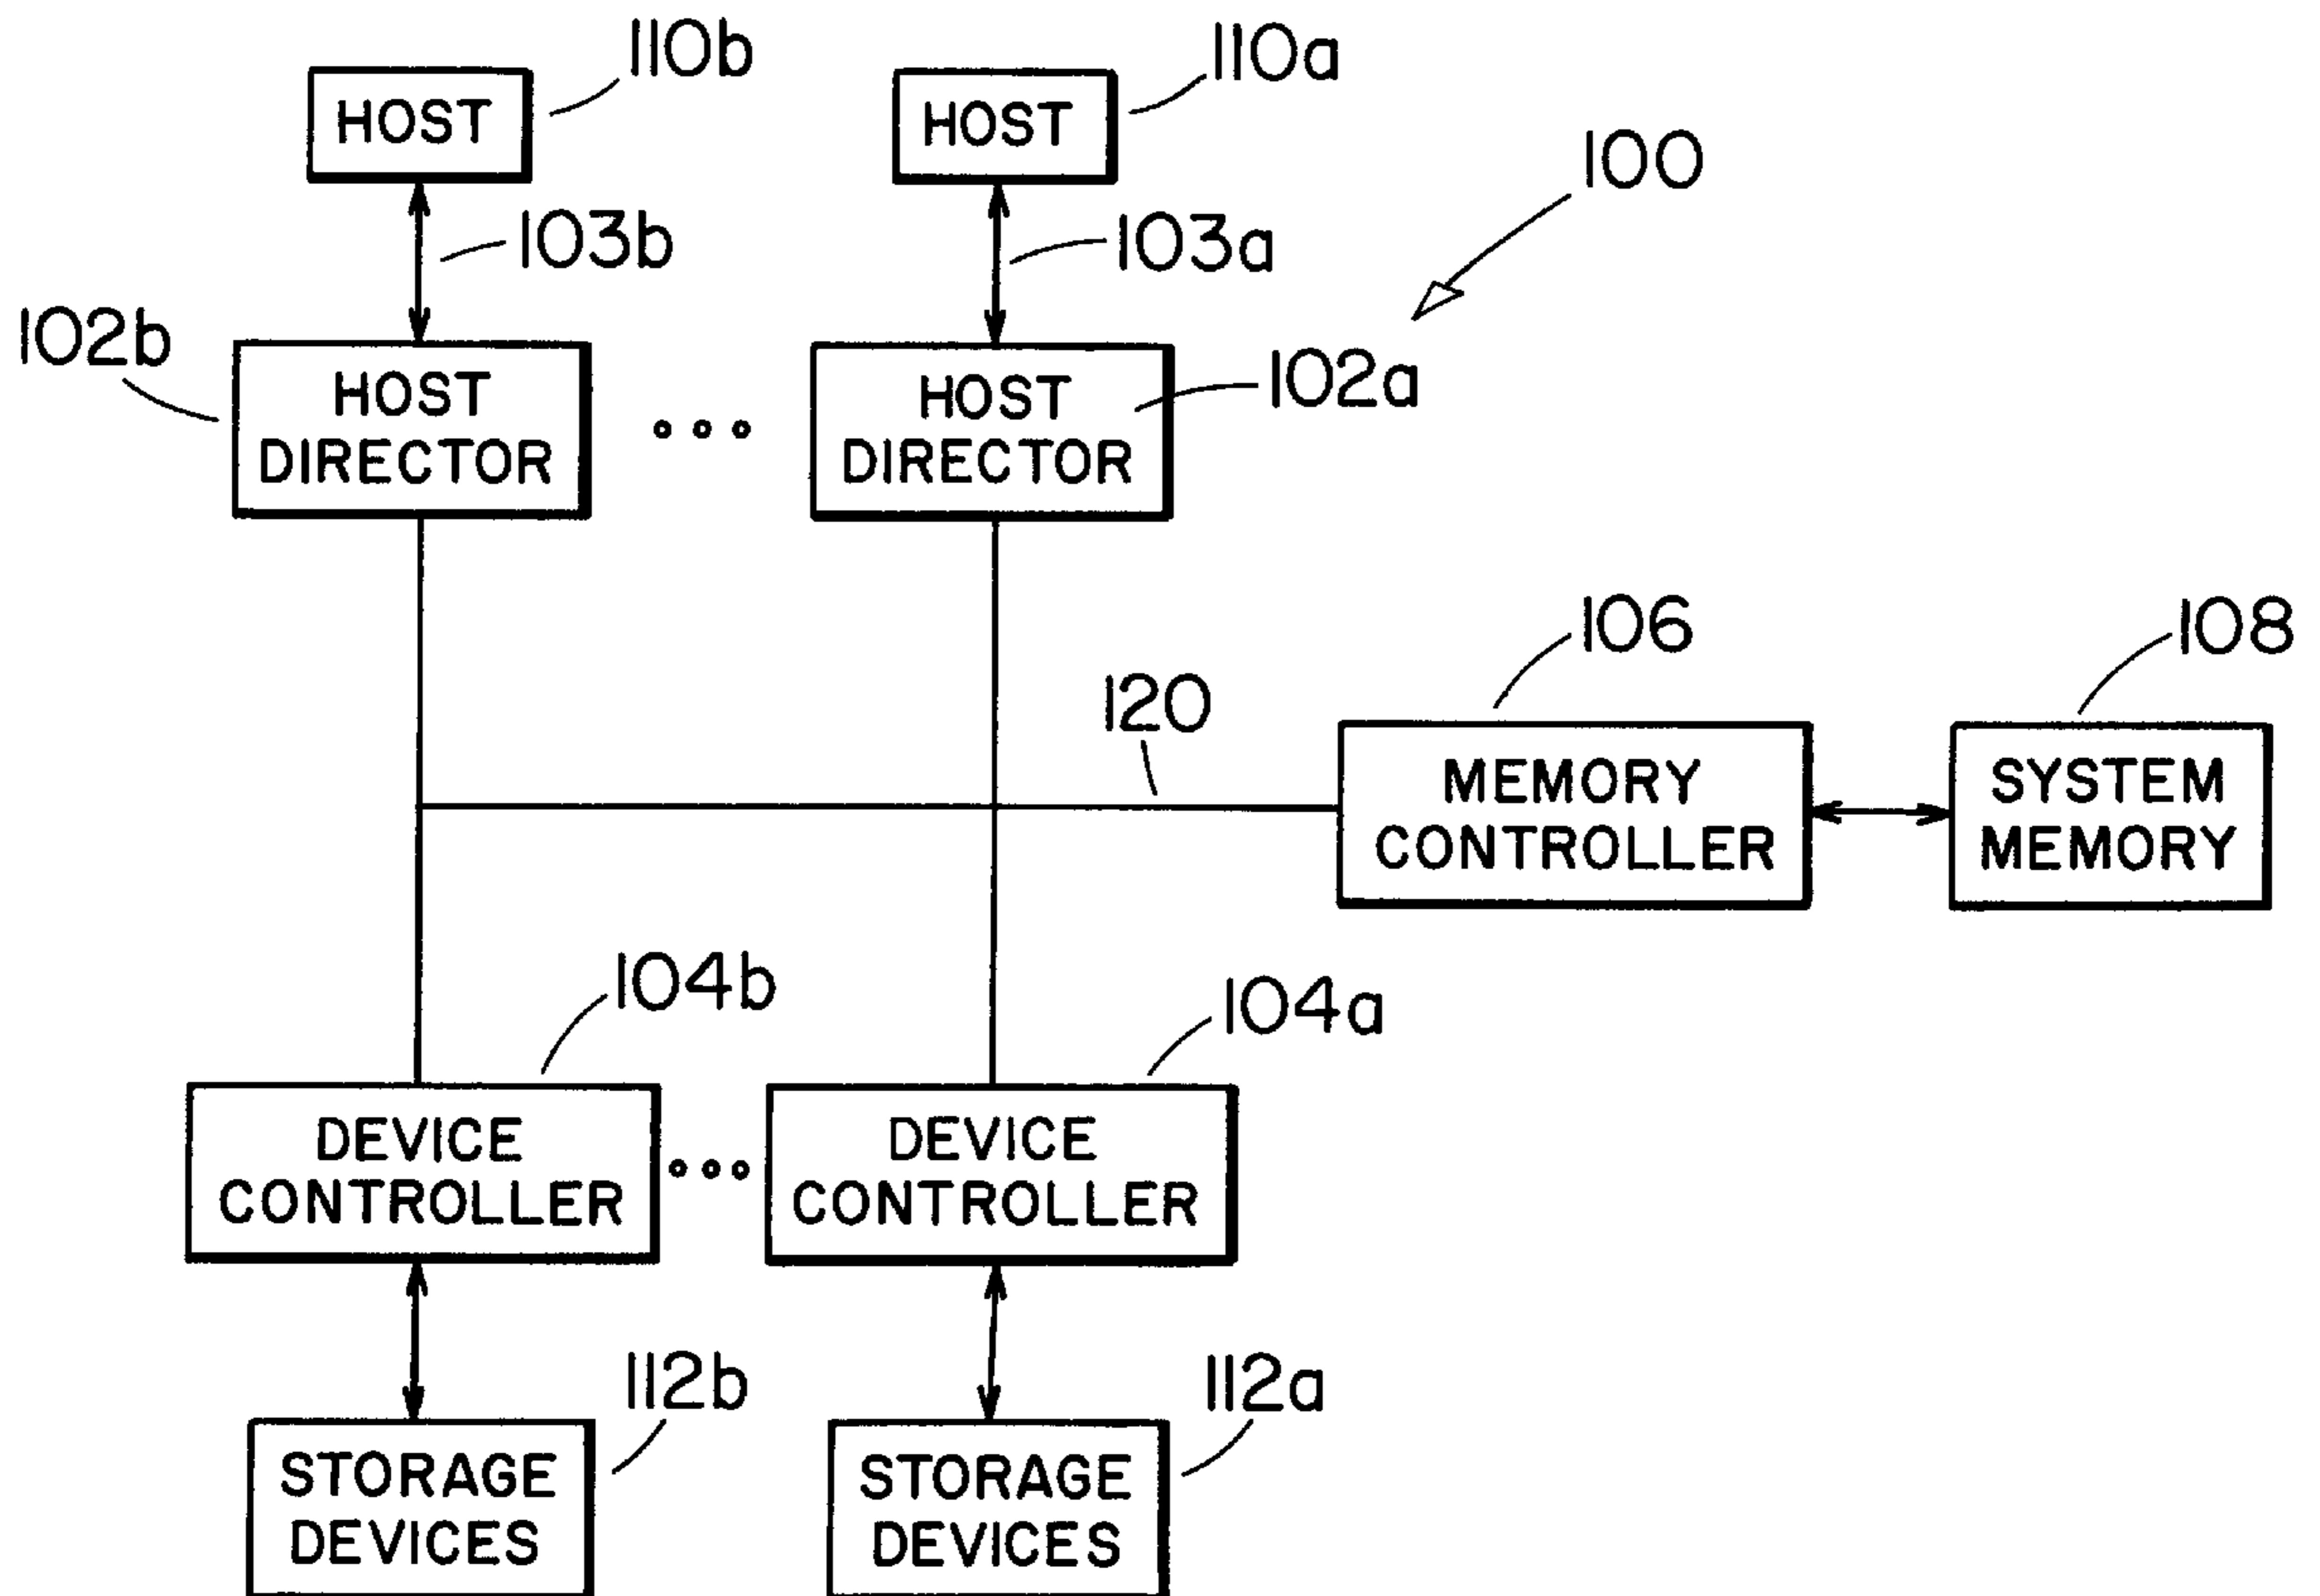 110b
110a
HOST
HOST
100
103b
103a
102b
102a
HOST
DIRECTOR
HOST
DIRECTOR
106
108
120
MEMORY
CONTROLLER
SYSTEM
MEMORY
104b
104a
DEVICE
CONTROLLER
DEVICE
CONTROLLER
112b
112a
STORAGE
DEVICES
STORAGE
DEVICES